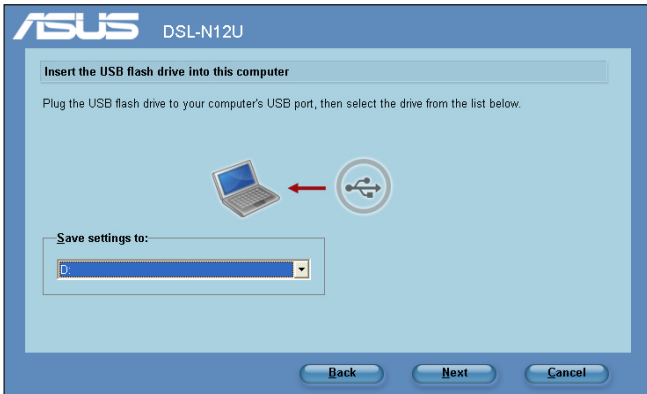 ASUS DSL-N12U
Insert the USB flash drive into this computer
Plug the USB flash drive to your computer's USB port, then select the drive from the list below.
Save settings to:
D:
Back Next Cancel